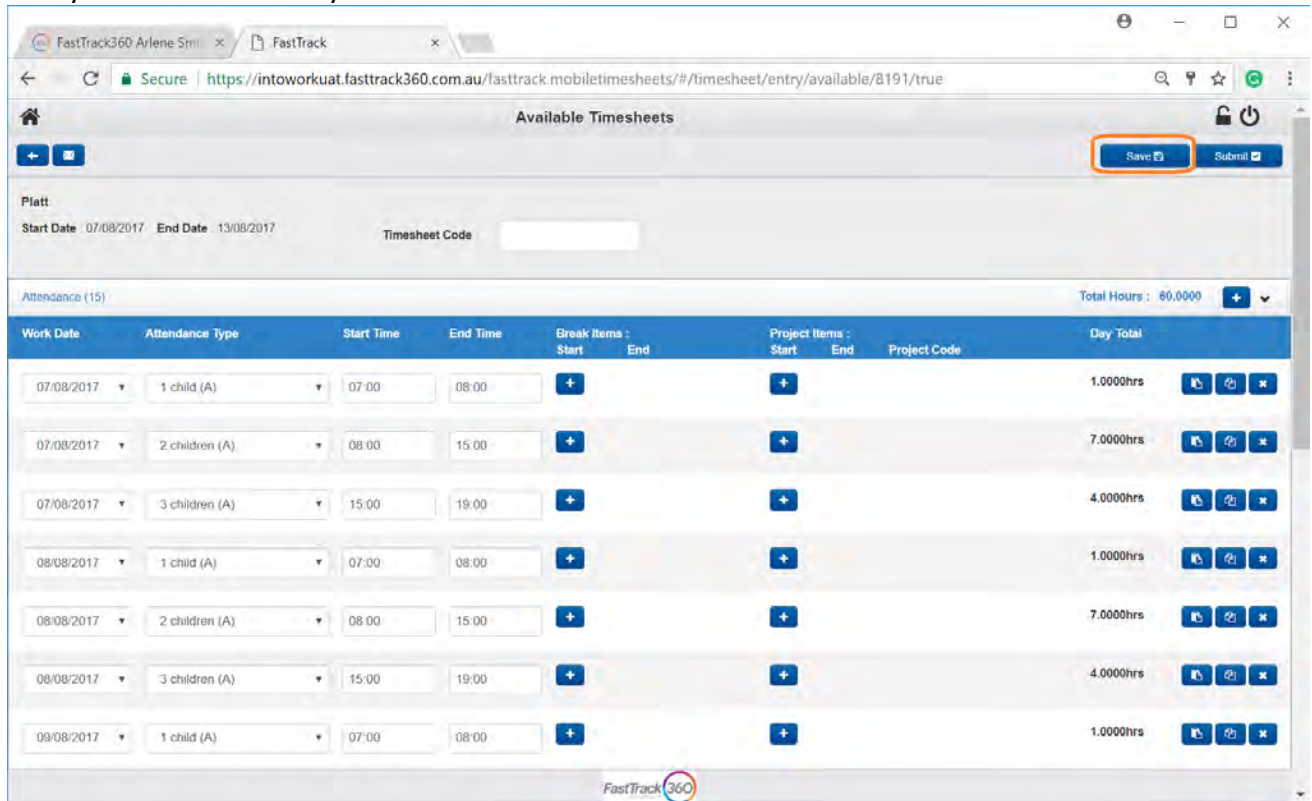 FastTrack360 Arlene Smi × FastTrack ×
Secure | https://intoworkuat.fasttrack360.com.au/fasttrack.mobiletimesheets/#/timesheet/entry/available/8191/true
Available Timesheets
Save Submit
Platt
Start Date : 07/08/2017 End Date : 13/08/2017 Timesheet Code
Attendance (15) Total Hours : 60.0000
Work Date Attendance Type Start Time End Time Break Items : Project Items : Day Total
Start End Start End Project Code
07/08/2017 1 child (A) 07:00 08:00 1.0000hrs
07/08/2017 2 children (A) 08:00 15:00 7.0000hrs
07/08/2017 3 children (A) 15:00 19:00 4.0000hrs
08/08/2017 1 child (A) 07:00 08:00 1.0000hrs
08/08/2017 2 children (A) 08:00 15:00 7.0000hrs
08/08/2017 3 children (A) 15:00 19:00 4.0000hrs
09/08/2017 1 child (A) 07:00 08:00 1.0000hrs
FastTrack 360